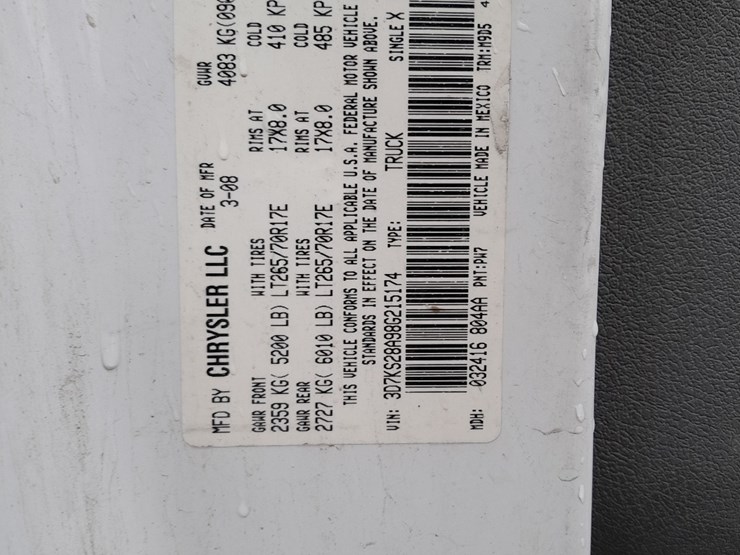 MFD BY CHRYSLER LLC DATE OF MFR GVWR
3-08 4083 KG(
GAWR FRONT WITH TIRES RIMS AT COLD
2359 KG( 5200 LB) LT265/70R17E 17X8.0 410 KP
GAWR REAR WITH TIRES RIMS AT COLD
2727 KG( 6010 LB) LT265/70R17E 17X8.0 485 KP
THIS VEHICLE CONFORMS TO ALL APPLICABLE U.S.A. FEDERAL MOTOR VEHICLE
STANDARDS IN EFFECT ON THE DATE OF MANUFACTURE SHOWN ABOVE.
VIN: 3D7KS28A98G215174 TYPE: TRUCK SINGLE X
MDH: 032416 804AA PNT:PW7 VEHICLE MADE IN MEXICO TRM:M9D5 4